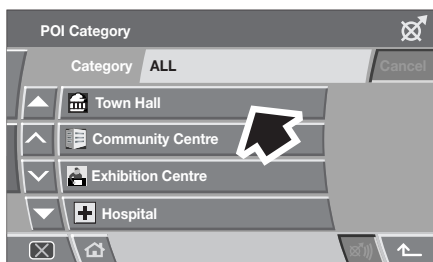 POI Category
Category ALL Cancel
Town Hall
Community Centre
Exhibition Centre
Hospital